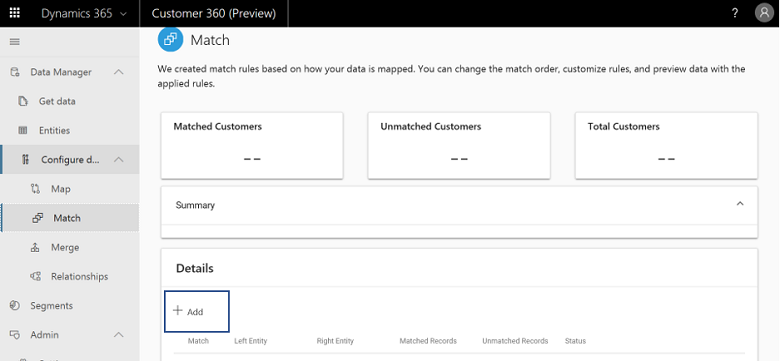 Dynamics 365
Customer 360 (Preview)
?
Match
We created match rules based on how your data is mapped. You can change the match order, customize rules, and preview data with the
applied rules.
Data Manager
Get data
Entities
Configure d...
Map
Match
Merge
Relationships
Segments
Admin
Matched Customers
--
Unmatched Customers
--
Total Customers
--
Summary
Details
+ Add
Match Left Entity Right Entity Matched Records Unmatched Records Status